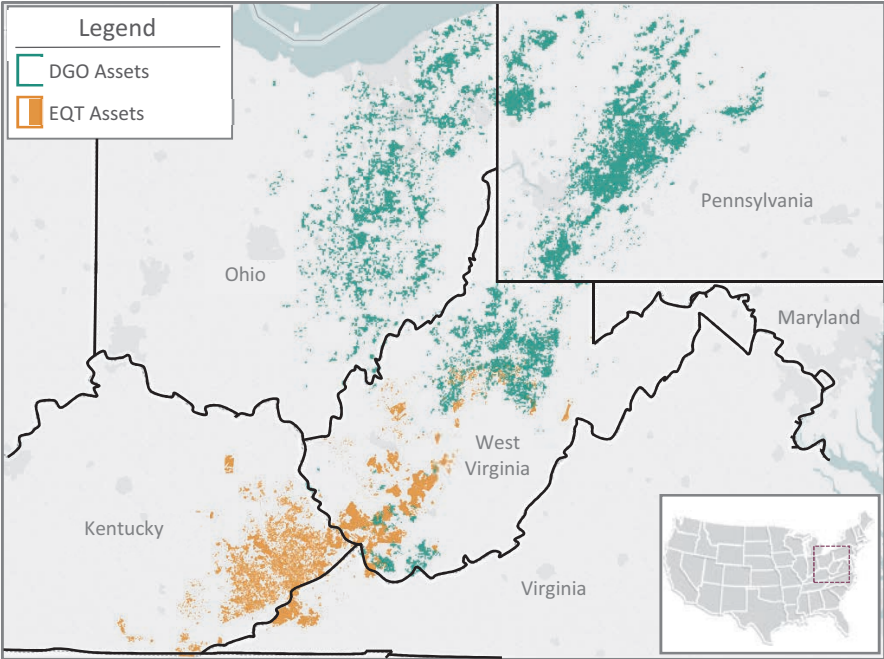 Legend
DGO Assets
EQT Assets
Pennsylvania
Ohio
Maryland
West
Virginia
Kentucky
Virginia